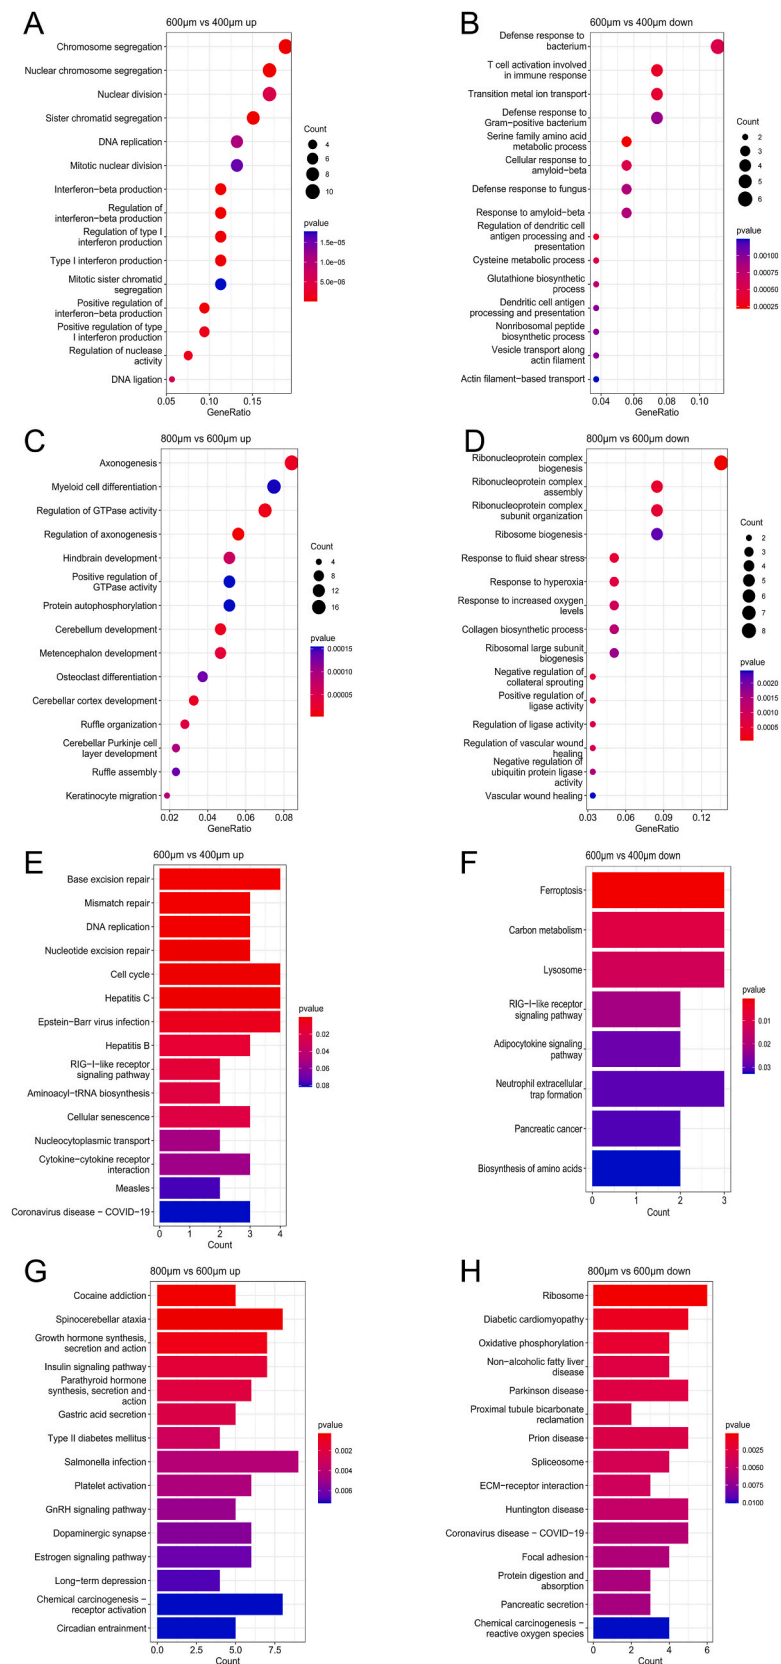 A
600μm vs 400μm up
Chromosome segregation
Nuclear chromosome segregation
Nuclear division
Sister chromatid segregation
DNA replication
Mitotic nuclear division
Interferon−beta production
Regulation of
interferon−beta production
Regulation of type I
interferon production
Type I interferon production
Mitotic sister chromatid
segregation
Positive regulation of
interferon−beta production
Positive regulation of type
I interferon production
Regulation of nuclease
activity
DNA ligation
0.05 0.10 0.15
GeneRatio
Count
4
6
8
10
pvalue
1.5e−05
1.0e−05
5.0e−06
B
600μm vs 400μm down
Defense response to
bacterium
T cell activation involved
in immune response
Transition metal ion transport
Defense response to
Gram−positive bacterium
Serine family amino acid
metabolic process
Cellular response to
amyloid−beta
Defense response to fungus
Response to amyloid−beta
Regulation of dendritic cell
antigen processing and
presentation
Cysteine metabolic process
Glutathione biosynthetic
process
Dendritic cell antigen
processing and presentation
Nonribosomal peptide
biosynthetic process
Vesicle transport along
actin filament
Actin filament−based transport
0.04 0.06 0.08 0.10
GeneRatio
Count
2
3
4
5
6
pvalue
0.00100
0.00075
0.00050
0.00025
C
800μm vs 600μm up
Axonogenesis
Myeloid cell differentiation
Regulation of GTPase activity
Regulation of axonogenesis
Hindbrain development
Positive regulation of
GTPase activity
Protein autophosphorylation
Cerebellum development
Metencephalon development
Osteoclast differentiation
Cerebellar cortex development
Ruffle organization
Cerebellar Purkinje cell
layer development
Ruffle assembly
Keratinocyte migration
0.02 0.04 0.06 0.08
GeneRatio
Count
4
8
12
16
pvalue
0.00015
0.00010
0.00005
D
800μm vs 600μm down
Ribonucleoprotein complex
biogenesis
Ribonucleoprotein complex
assembly
Ribonucleoprotein complex
subunit organization
Ribosome biogenesis
Response to fluid shear stress
Response to hyperoxia
Response to increased oxygen
levels
Collagen biosynthetic process
Ribosomal large subunit
biogenesis
Negative regulation of
collateral sprouting
Positive regulation of
ligase activity
Regulation of ligase activity
Regulation of vascular wound
healing
Negative regulation of
ubiquitin protein ligase
activity
Vascular wound healing
0.03 0.06 0.09 0.12
GeneRatio
Count
2
3
4
5
6
7
8
pvalue
0.0020
0.0015
0.0010
0.0005
E
600μm vs 400μm up
Base excision repair
Mismatch repair
DNA replication
Nucleotide excision repair
Cell cycle
Hepatitis C
Epstein−Barr virus infection
Hepatitis B
RIG−I−like receptor
signaling pathway
Aminoacyl−tRNA biosynthesis
Cellular senescence
Nucleocytoplasmic transport
Cytokine−cytokine receptor
interaction
Measles
Coronavirus disease − COVID−19
0 1 2 3 4
Count
pvalue
0.02
0.04
0.06
0.08
F
600μm vs 400μm down
Ferroptosis
Carbon metabolism
Lysosome
RIG−I−like receptor
signaling pathway
Adipocytokine signaling
pathway
Neutrophil extracellular
trap formation
Pancreatic cancer
Biosynthesis of amino acids
0 1 2 3
Count
pvalue
0.01
0.02
0.03
G
800μm vs 600μm up
Cocaine addiction
Spinocerebellar ataxia
Growth hormone synthesis,
secretion and action
Insulin signaling pathway
Parathyroid hormone
synthesis, secretion and
action
Gastric acid secretion
Type II diabetes mellitus
Salmonella infection
Platelet activation
GnRH signaling pathway
Dopaminergic synapse
Estrogen signaling pathway
Long−term depression
Chemical carcinogenesis −
receptor activation
Circadian entrainment
0.0 2.5 5.0 7.5
Count
pvalue
0.002
0.004
0.006
H
800μm vs 600μm down
Ribosome
Diabetic cardiomyopathy
Oxidative phosphorylation
Non−alcoholic fatty liver
disease
Parkinson disease
Proximal tubule bicarbonate
reclamation
Prion disease
Spliceosome
ECM−receptor interaction
Huntington disease
Coronavirus disease − COVID−19
Focal adhesion
Protein digestion and
absorption
Pancreatic secretion
Chemical carcinogenesis −
reactive oxygen species
0 2 4 6
Count
pvalue
0.0025
0.0050
0.0075
0.0100